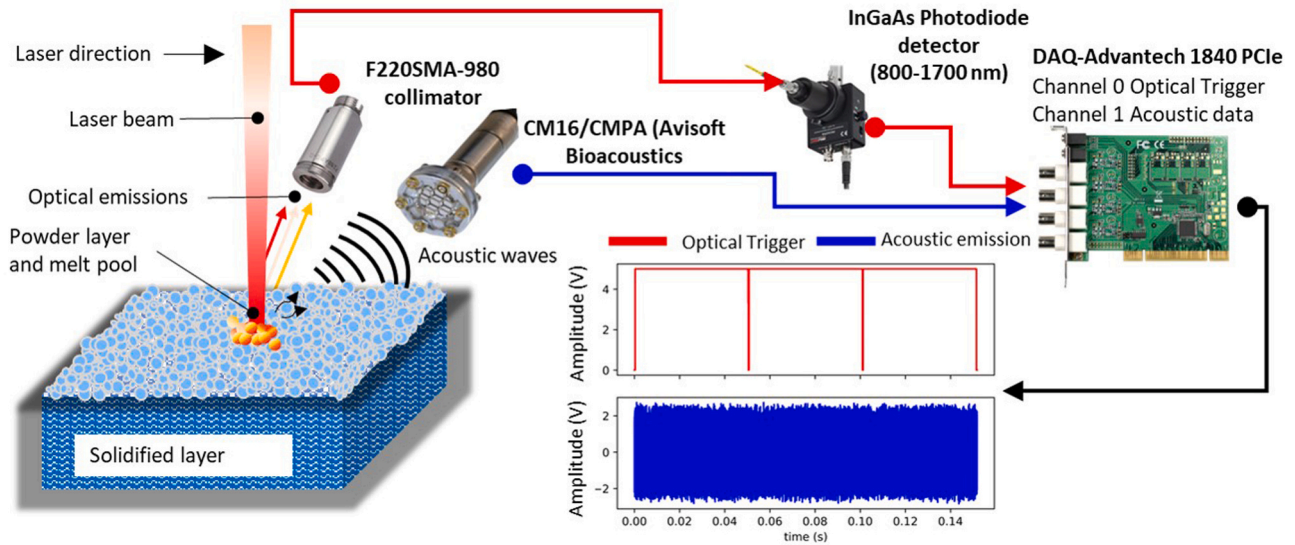 Laser direction
Laser beam
Optical emissions
Powder layer
and melt pool
Solidified layer
F220SMA-980
collimator
CM16/CMPA (Avisoft
Bioacoustics
Acoustic waves
InGaAs Photodiode
detector
(800-1700 nm)
DAQ-Advantech 1840 PCIe
Channel 0 Optical Trigger
Channel 1 Acoustic data
FC CE
Optical Trigger
Acoustic emission
Amplitude (V)
4
2
0
Amplitude (V)
2
0
−2
0.00 0.02 0.04 0.06 0.08 0.10 0.12 0.14
time (s)